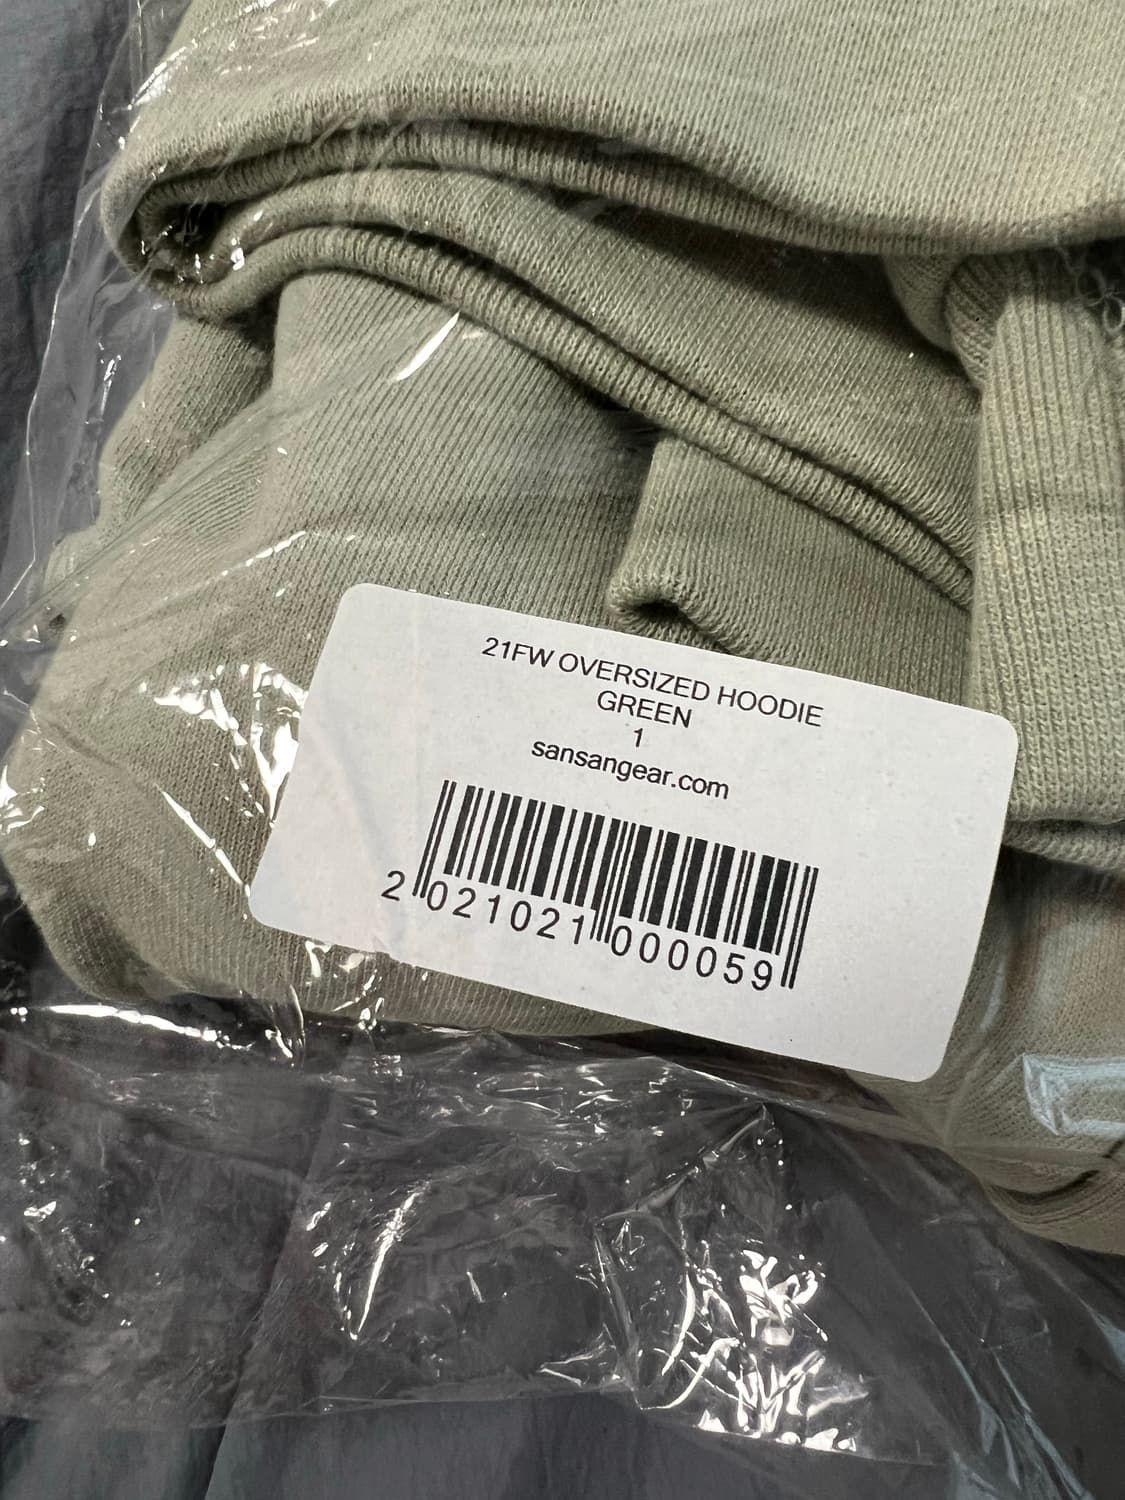 21FW OVERSIZED HOODIE
GREEN
1
sansangear.com
2 021021 000059